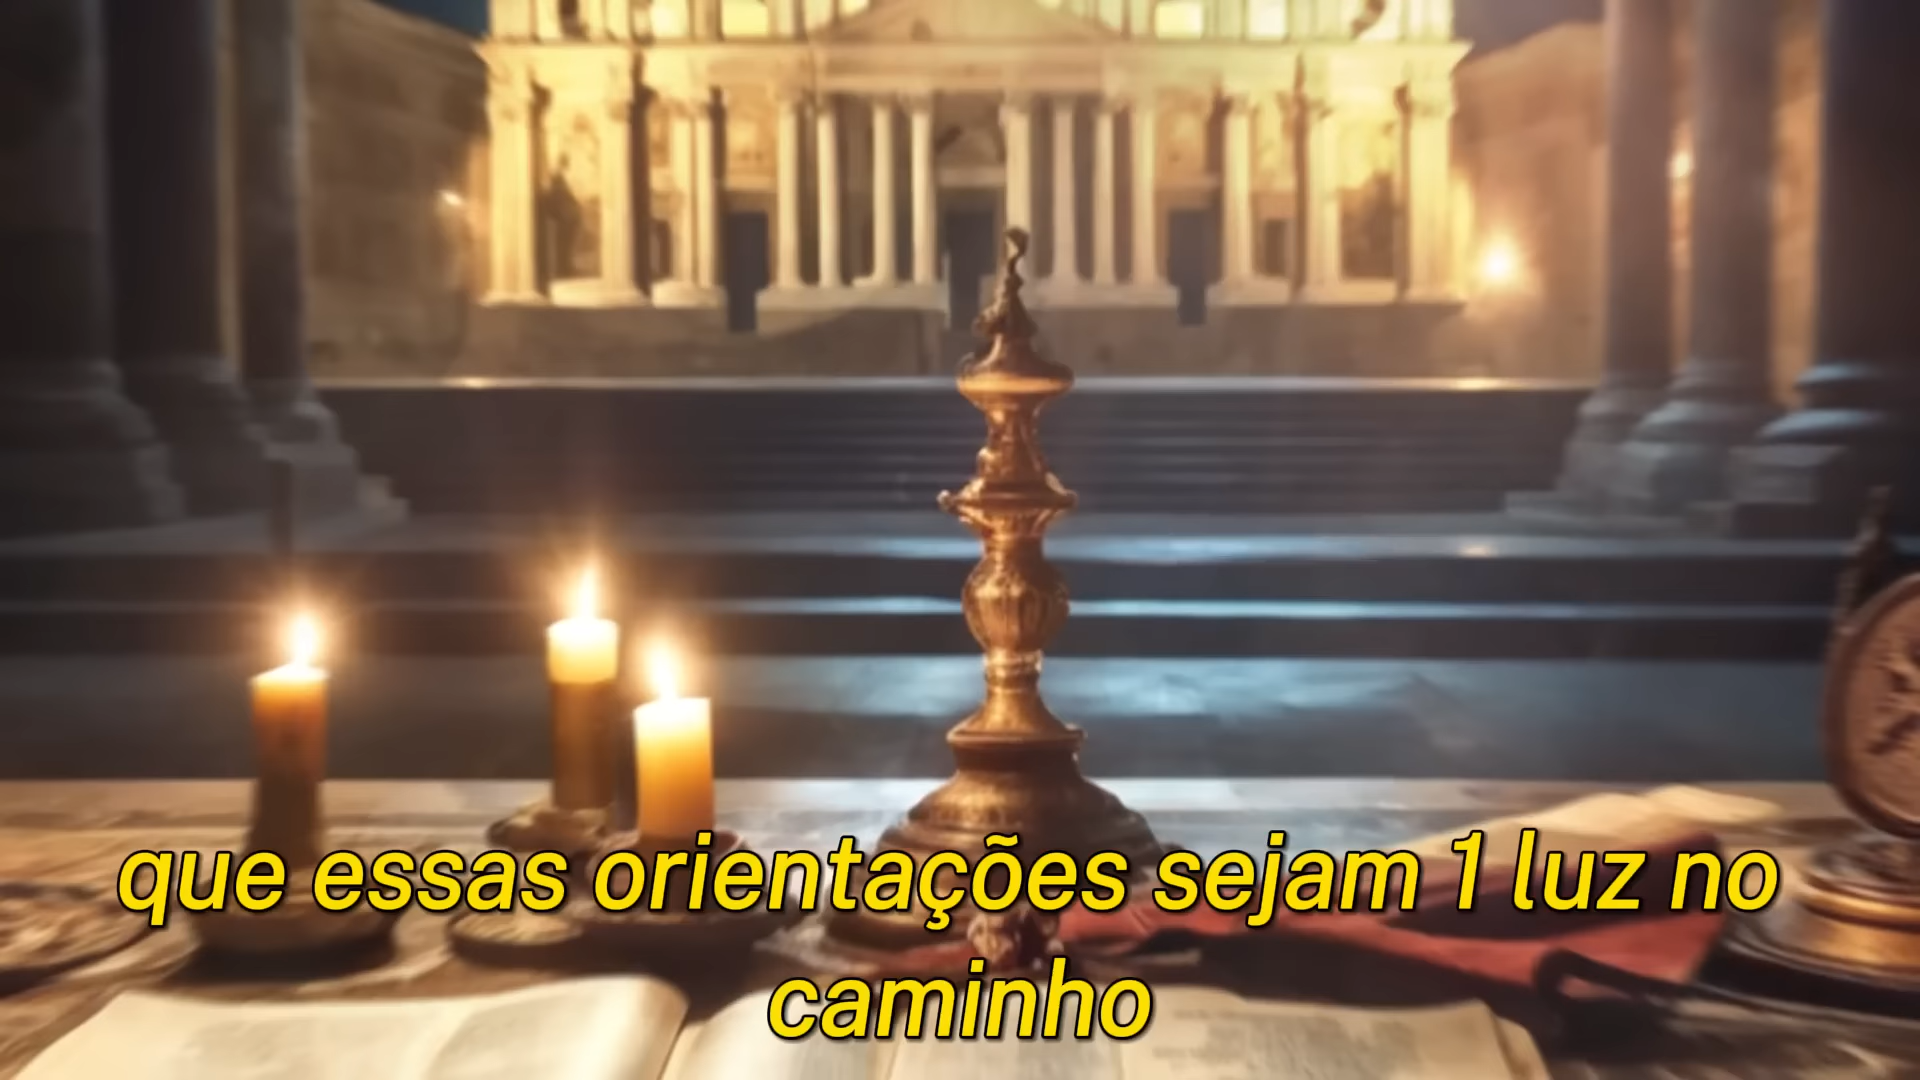 que essas orientações sejam 1 luz no
caminho